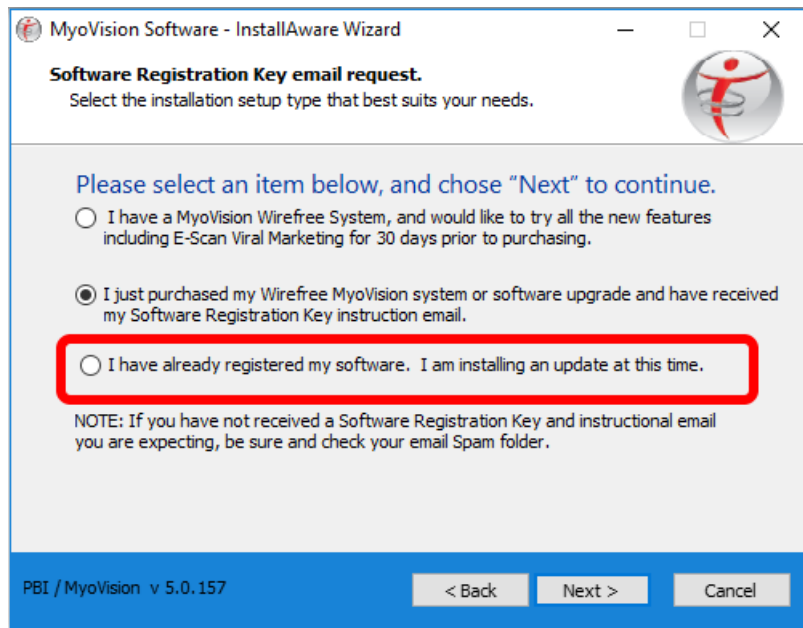 MyoVision Software - InstallAware Wizard
Software Registration Key email request.
Select the installation setup type that best suits your needs.
Please select an item below, and chose "Next" to continue.
I have a MyoVision Wirefree System, and would like to try all the new features
including E-Scan Viral Marketing for 30 days prior to purchasing.
I just purchased my Wirefree MyoVision system or software upgrade and have received
my Software Registration Key instruction email.
I have already registered my software.  I am installing an update at this time.
NOTE: If you have not received a Software Registration Key and instructional email
you are expecting, be sure and check your email Spam folder.
PBI / MyoVision  v 5.0.157
< Back
Next >
Cancel